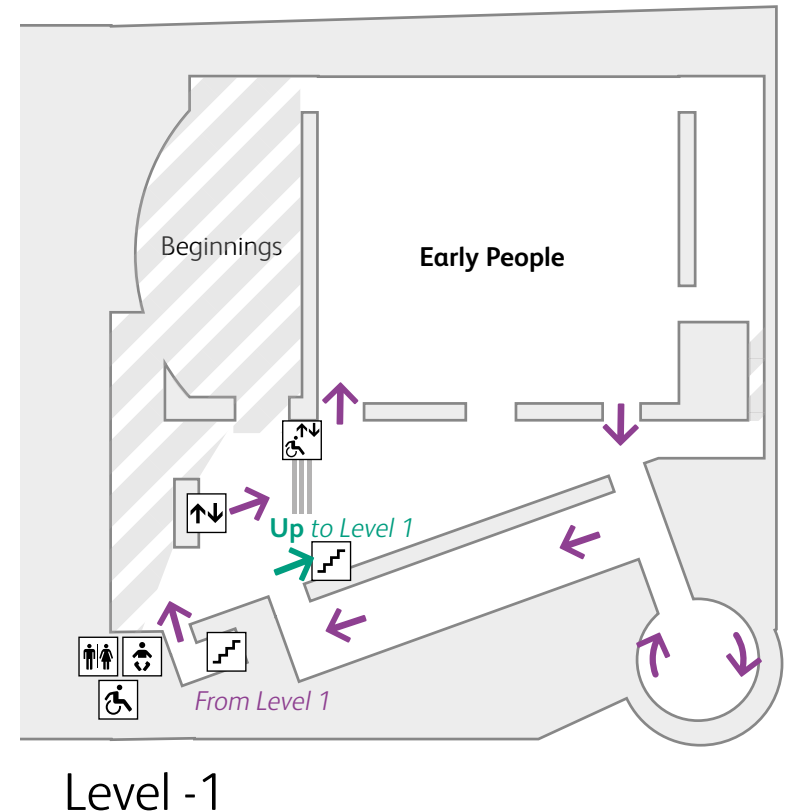 Beginnings
Early People
Up to Level 1
From Level 1
Level -1